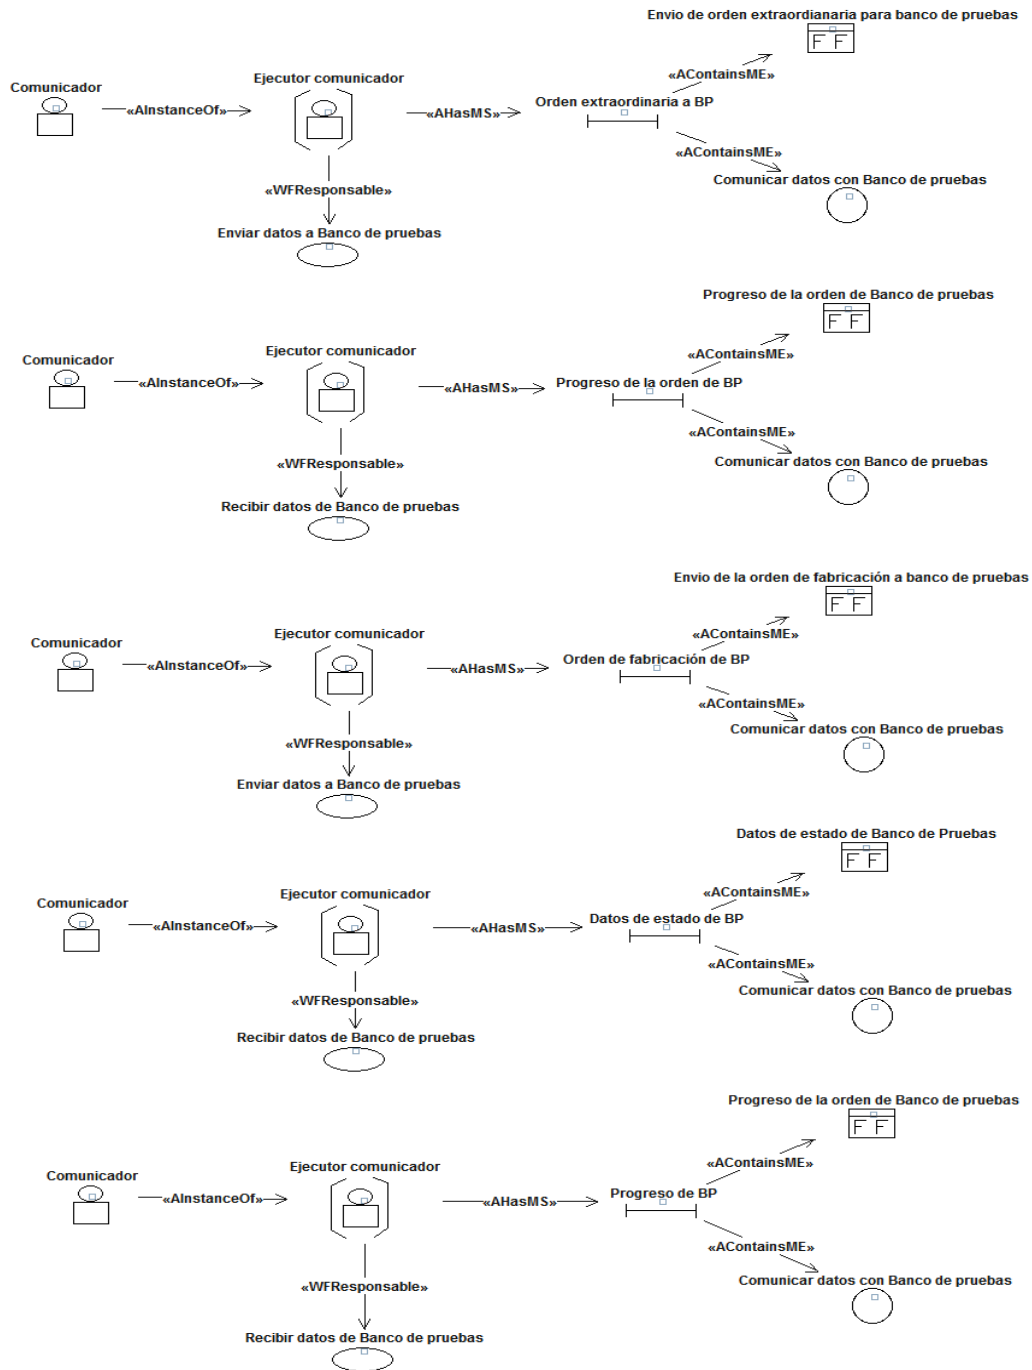 Envio de orden extraordianaria para banco de pruebas
F F
«AContainsME»
Comunicador
Ejecutor comunicador
«AInstanceOf»
«AHasMS»
Orden extraordinaria a BP
«AContainsME»
Comunicar datos con Banco de pruebas
«WFResponsable»
Enviar datos a Banco de pruebas
Progreso de la orden de Banco de pruebas
F F
«AContainsME»
Comunicador
Ejecutor comunicador
«AInstanceOf»
«AHasMS»
Progreso de la orden de BP
«AContainsME»
Comunicar datos con Banco de pruebas
«WFResponsable»
Recibir datos de Banco de pruebas
Envio de la orden de fabricación a banco de pruebas
F F
«AContainsME»
Comunicador
Ejecutor comunicador
«AInstanceOf»
«AHasMS»
Orden de fabricación de BP
«AContainsME»
Comunicar datos con Banco de pruebas
«WFResponsable»
Enviar datos a Banco de pruebas
Datos de estado de Banco de Pruebas
F F
«AContainsME»
Comunicador
Ejecutor comunicador
«AInstanceOf»
«AHasMS»
Datos de estado de BP
«AContainsME»
Comunicar datos con Banco de pruebas
«WFResponsable»
Recibir datos de Banco de pruebas
Progreso de la orden de Banco de pruebas
F F
«AContainsME»
Comunicador
Ejecutor comunicador
«AInstanceOf»
«AHasMS»
Progreso de BP
«AContainsME»
Comunicar datos con Banco de pruebas
«WFResponsable»
Recibir datos de Banco de pruebas